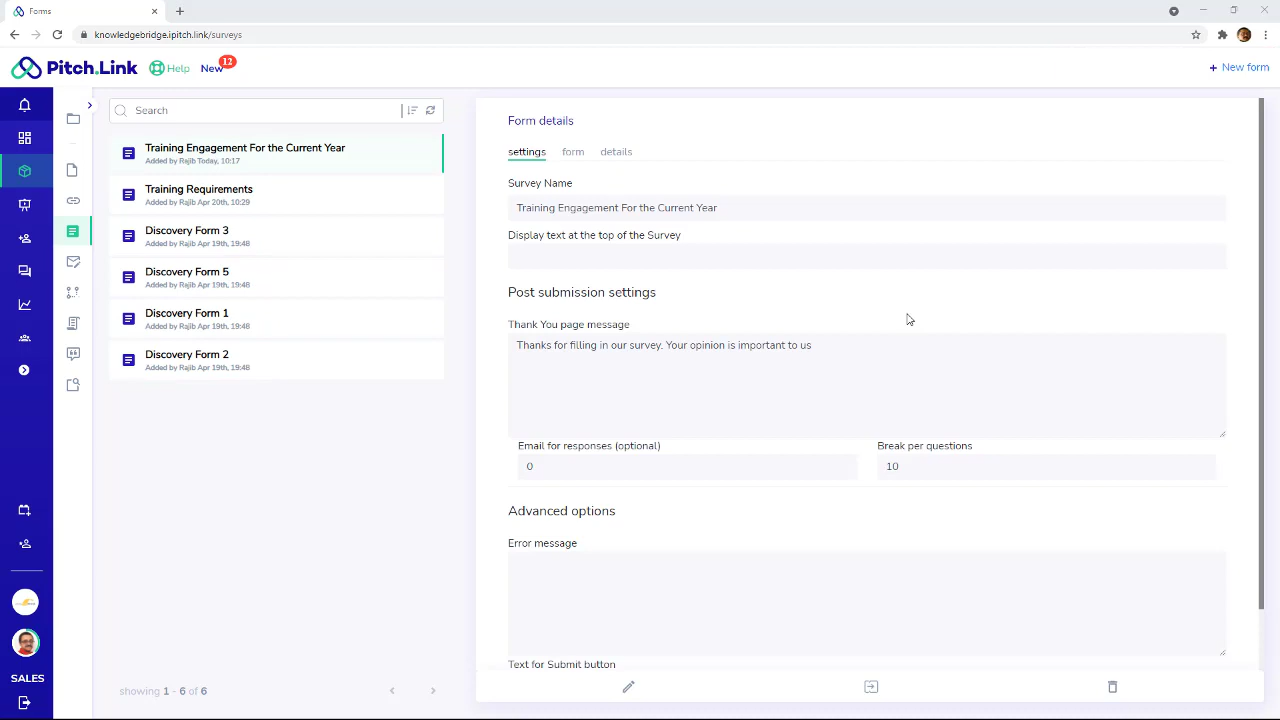 Forms
knowledgebridge.ipitch.link/surveys
Pitch.Link
Help
New
12
+ New form
Search
Training Engagement For the Current Year
Added by Rajib Today, 10:17
Training Requirements
Added by Rajib Apr 20th, 10:29
Discovery Form 3
Added by Rajib Apr 19th, 19:48
Discovery Form 5
Added by Rajib Apr 19th, 19:48
Discovery Form 1
Added by Rajib Apr 19th, 19:48
Discovery Form 2
Added by Rajib Apr 19th, 19:48
showing 1 - 6 of 6
SALES
Form details
settings form details
Survey Name
Training Engagement For the Current Year
Display text at the top of the Survey
Post submission settings
Thank You page message
Thanks for filling in our survey. Your opinion is important to us
Email for responses (optional) Break per questions
0 10
Advanced options
Error message
Text for Submit button